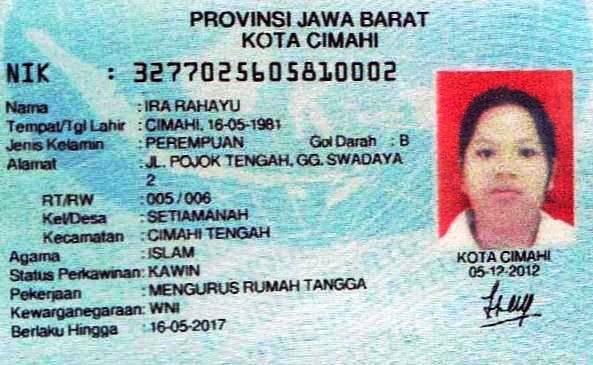 PROVINSI JAWA BARAT
KOTA CIMAHI
NIK : 3277025605810002
Nama : IRA RAHAYU
Tempat/Tgl Lahir : CIMAHI, 16-05-1981
Jenis Kelamin : PEREMPUAN Gol Darah : B
Alamat : JL. POJOK TENGAH, GG. SWADAYA
2
RT/RW : 005 / 006
Kel/Desa : SETIAMANAH
Kecamatan : CIMAHI TENGAH
Agama : ISLAM
Status Perkawinan: KAWIN
Pekerjaan : MENGURUS RUMAH TANGGA
Kewarganegaraan: WNI
Berlaku Hingga : 16-05-2017
KOTA CIMAHI
05-12-2012